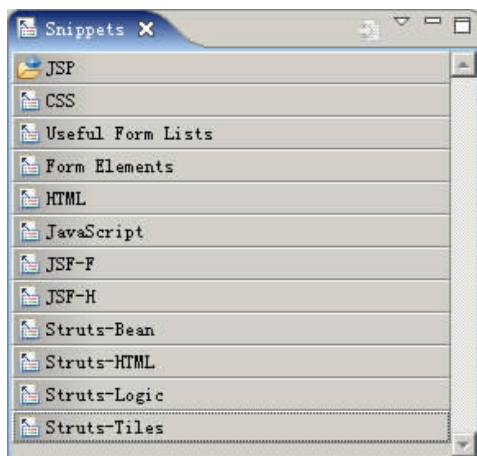 Snippets
JSP
CSS
Useful Form Lists
Form Elements
HTML
JavaScript
JSF-F
JSF-H
Struts-Bean
Struts-HTML
Struts-Logic
Struts-Tiles